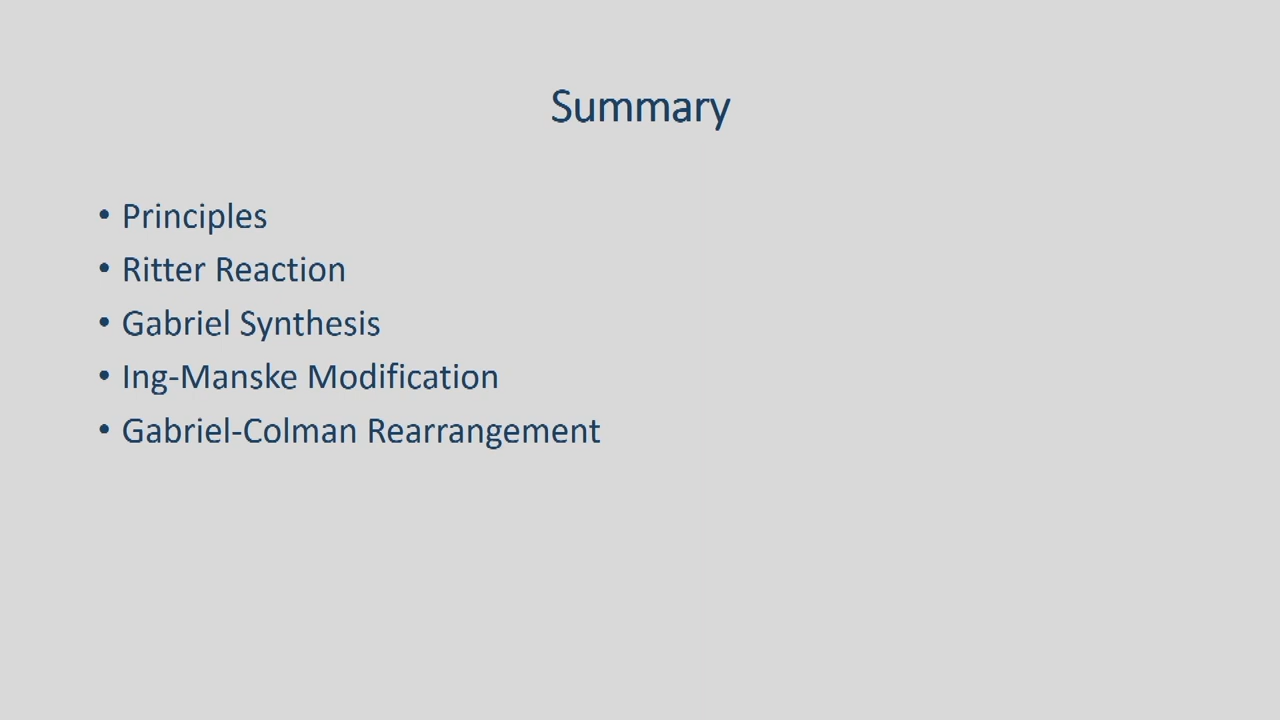 Summary
• Principles
• Ritter Reaction
• Gabriel Synthesis
• Ing-Manske Modification
• Gabriel-Colman Rearrangement